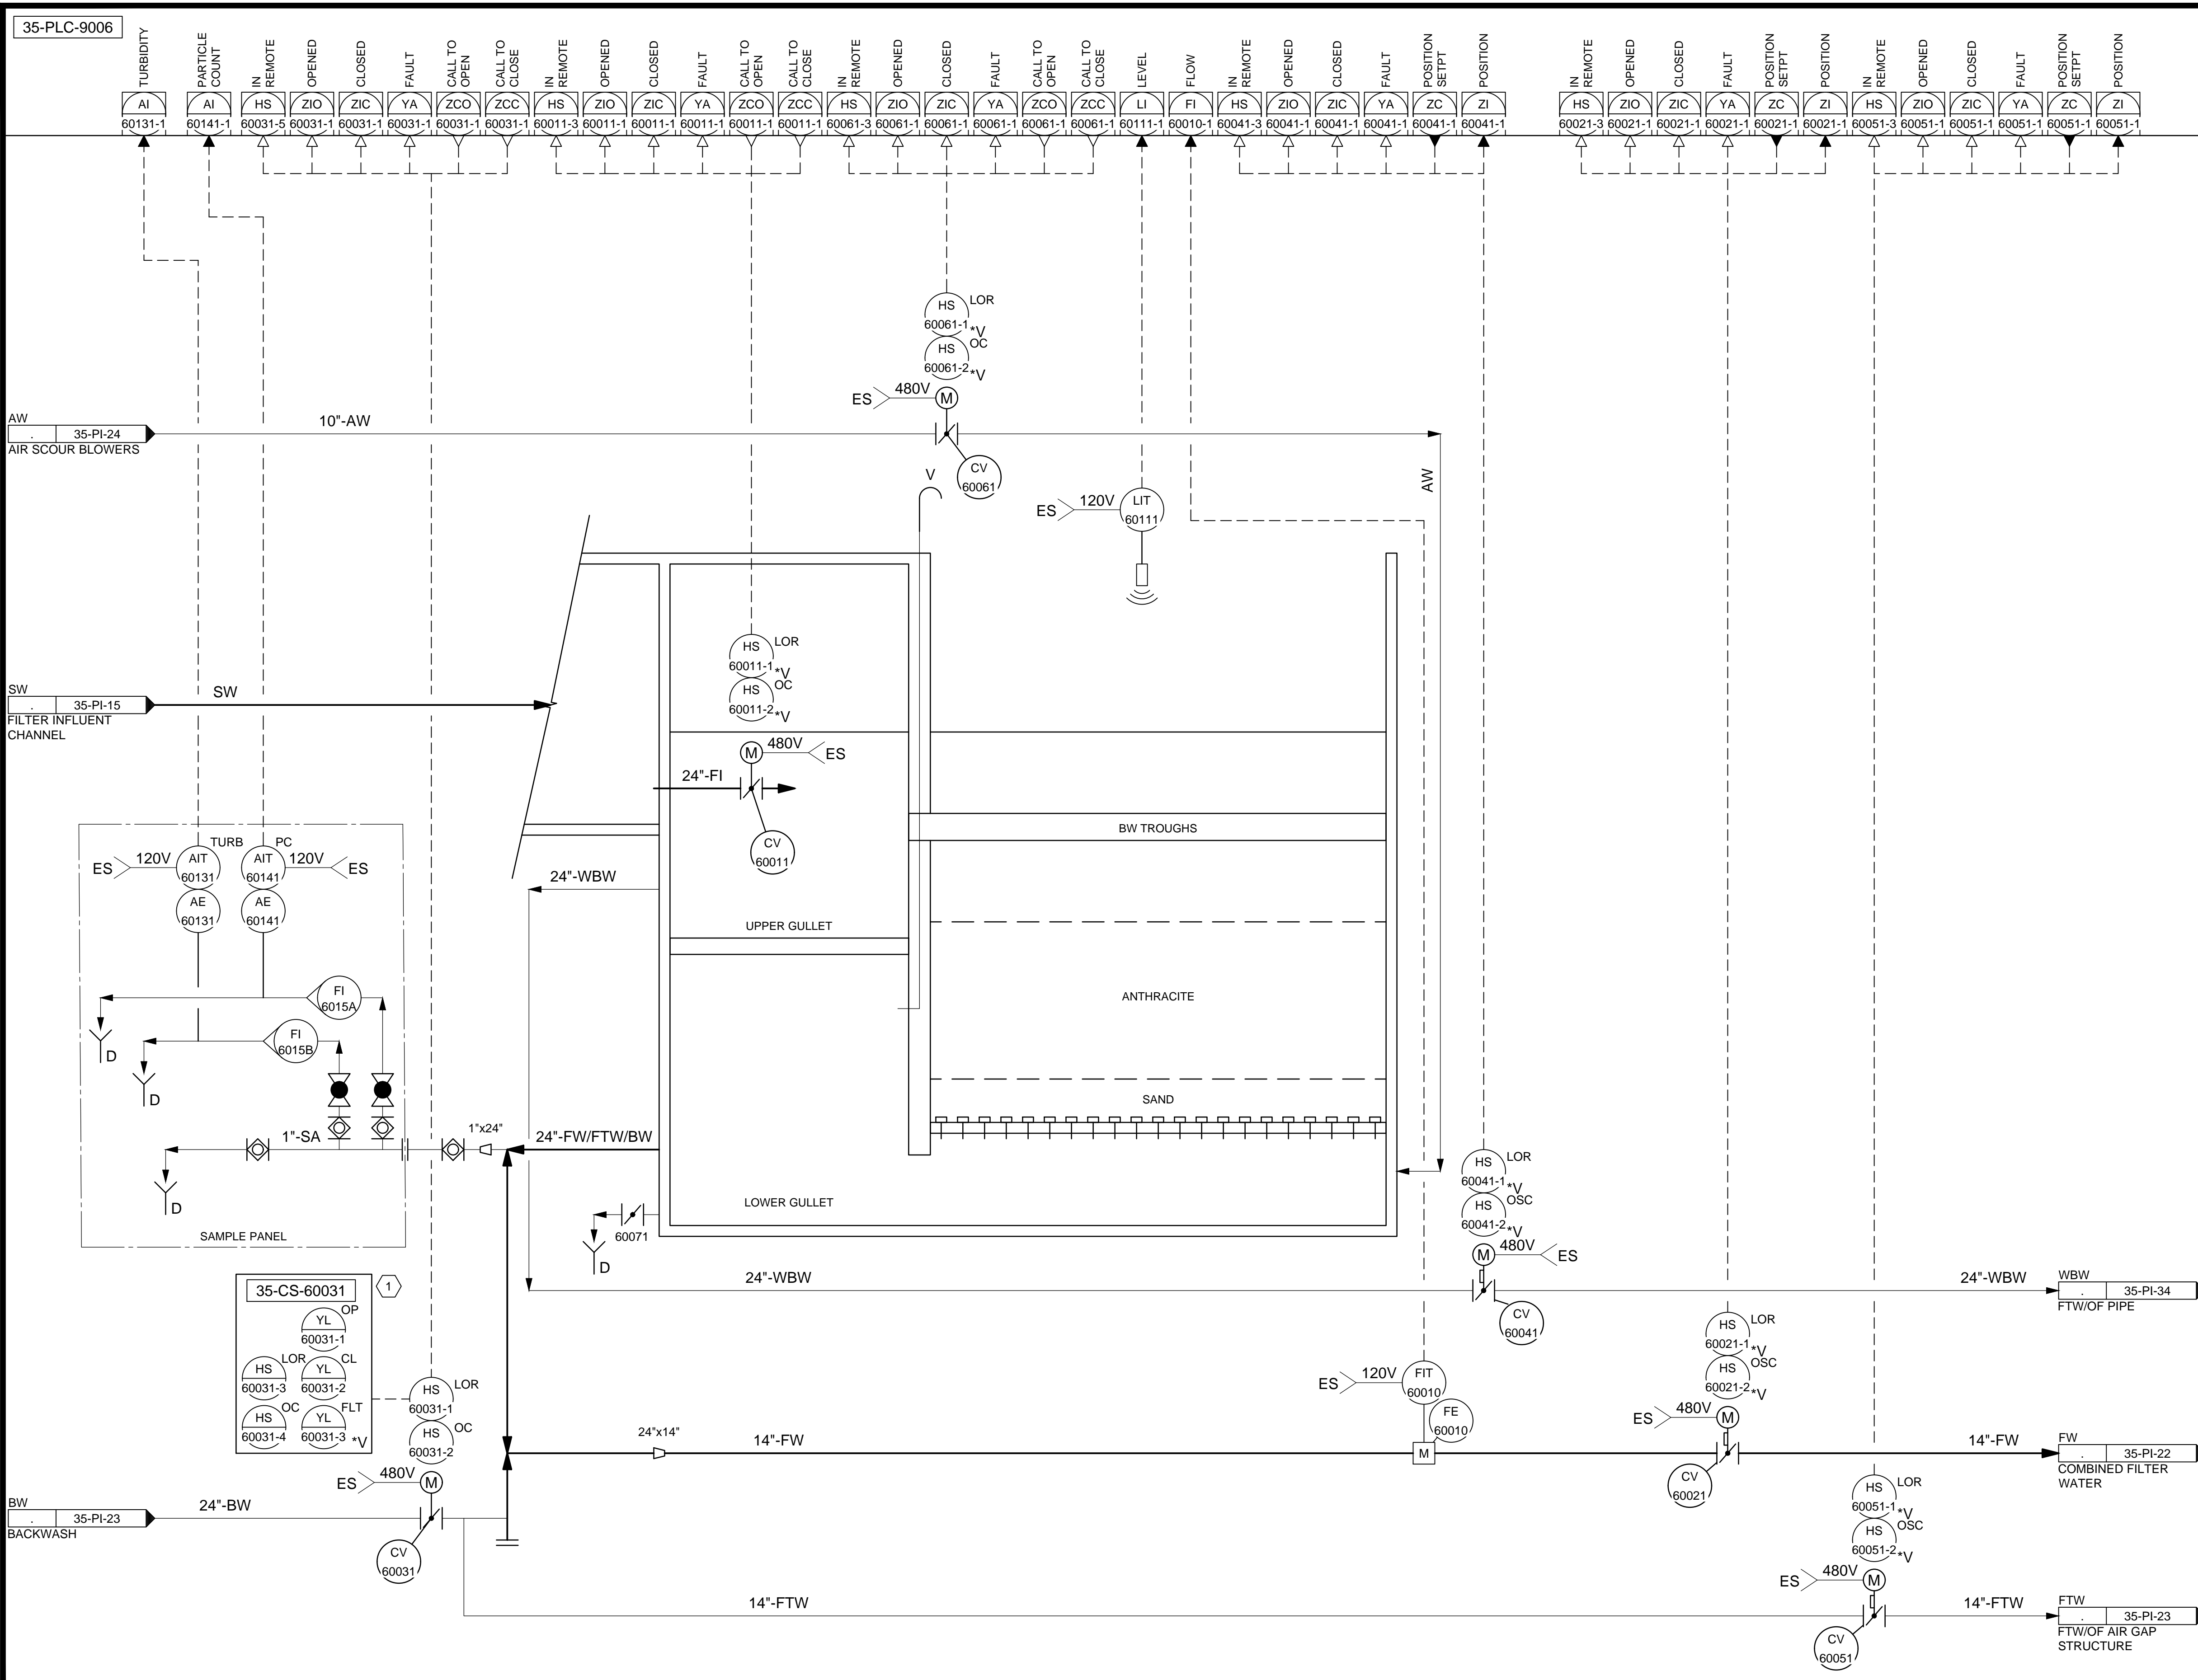 35-PLC-9006
TURBIDITY
PARTICLE
COUNT
IN
REMOTE
OPENED
CLOSED
FAULT
CALL TO
OPEN
CALL TO
CLOSE
IN
REMOTE
OPENED
CLOSED
FAULT
CALL TO
OPEN
CALL TO
CLOSE
IN
REMOTE
OPENED
CLOSED
FAULT
CALL TO
OPEN
CALL TO
CLOSE
LEVEL
FLOW
IN
REMOTE
OPENED
CLOSED
FAULT
POSITION
SETPT
POSITION
IN
REMOTE
OPENED
CLOSED
FAULT
POSITION
SETPT
POSITION
IN
REMOTE
OPENED
CLOSED
FAULT
POSITION
SETPT
POSITION
AI AI HS ZIO ZIC YA ZCO ZCC HS ZIO ZIC YA ZCO ZCC HS ZIO ZIC YA ZCO ZCC LI FI HS ZIO ZIC YA ZC ZI HS ZIO ZIC YA ZC ZI HS ZIO ZIC YA ZC ZI
60131-1 60141-1 60031-5 60031-1 60031-1 60031-1 60031-1 60031-1 60011-3 60011-1 60011-1 60011-1 60011-1 60011-1 60061-3 60061-1 60061-1 60061-1 60061-1 60061-1 60111-1 60010-1 60041-3 60041-1 60041-1 60041-1 60041-1 60041-1 60021-3 60021-1 60021-1 60021-1 60021-1 60021-1 60051-3 60051-1 60051-1 60051-1 60051-1 60051-1
HS LOR
60061-1 *V
HS OC
60061-2 *V
ES 480V M
AW
. 35-PI-24
AIR SCOUR BLOWERS
10"-AW
CV
60061
V
AW
ES 120V LIT
60111
HS LOR
60011-1 *V
HS OC
60011-2 *V
M 480V ES
SW
. 35-PI-15
FILTER INFLUENT
CHANNEL
SW
24"-FI
CV
60011
BW TROUGHS
TURB PC
ES 120V AIT AIT 120V ES
60131 60141
AE AE
60131 60141
24"-WBW
UPPER GULLET
FI
6015A
FI
6015B
D
D
ANTHRACITE
SAND
1"-SA
1"x24"
24"-FW/FTW/BW
D
SAMPLE PANEL
LOWER GULLET
60071
D
HS LOR
60041-1 *V
HS OSC
60041-2 *V
M 480V ES
24"-WBW
24"-WBW
WBW
. 35-PI-34
FTW/OF PIPE
CV
60041
35-CS-60031
1
YL OP
60031-1
HS LOR YL CL
60031-3 60031-2
HS OC YL FLT
60031-4 60031-3 *V
HS LOR
60031-1
HS OC
60031-2
ES 480V M
ES 120V FIT
60010
FE
60010
M
HS LOR
60021-1 *V
HS OSC
60021-2 *V
ES 480V M
24"x14"
14"-FW
14"-FW
FW
. 35-PI-22
COMBINED FILTER
WATER
CV
60021
BW
. 35-PI-23
BACKWASH
24"-BW
CV
60031
HS LOR
60051-1 *V
HS OSC
60051-2 *V
ES 480V M
14"-FTW
14"-FTW
FTW
. 35-PI-23
FTW/OF AIR GAP
STRUCTURE
CV
60051